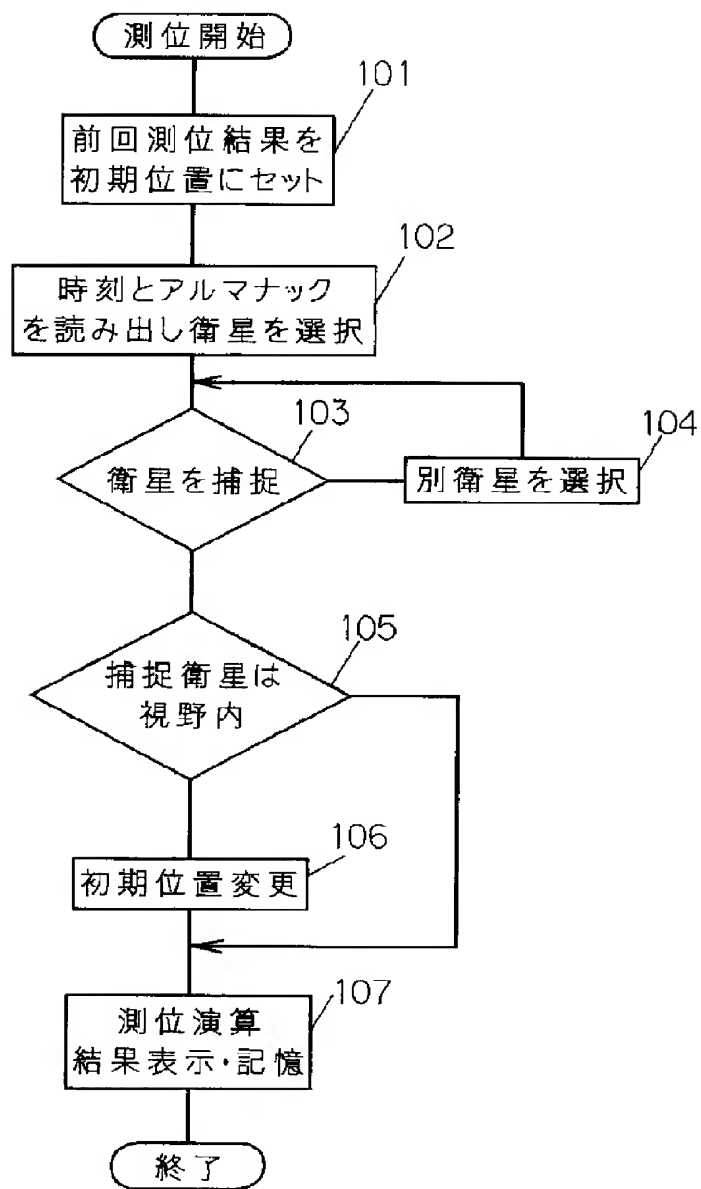 測位開始
101
前回測位結果を
初期位置にセット
102
時刻とアルマナック
を読み出し衛星を選択
103
衛星を捕捉
104
別衛星を選択
105
捕捉衛星は
視野内
106
初期位置変更
107
測位演算
結果表示・記憶
終了